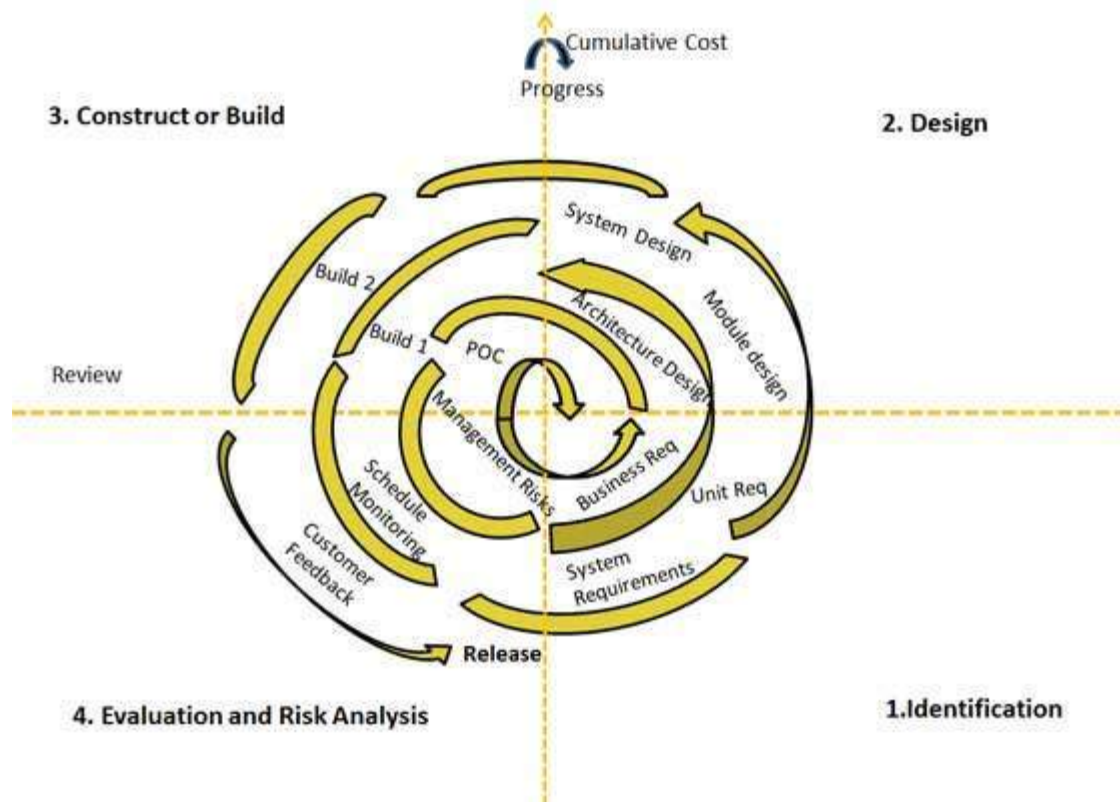 Cumulative Cost
Progress
3. Construct or Build
2. Design
System Design
Build 2
Module design
Architecture Design
Build 1
POC
Review
Management Risks
Business Req
Unit Req
Schedule
Monitoring
System
Requirements
Customer
Feedback
Release
4. Evaluation and Risk Analysis
1.Identification